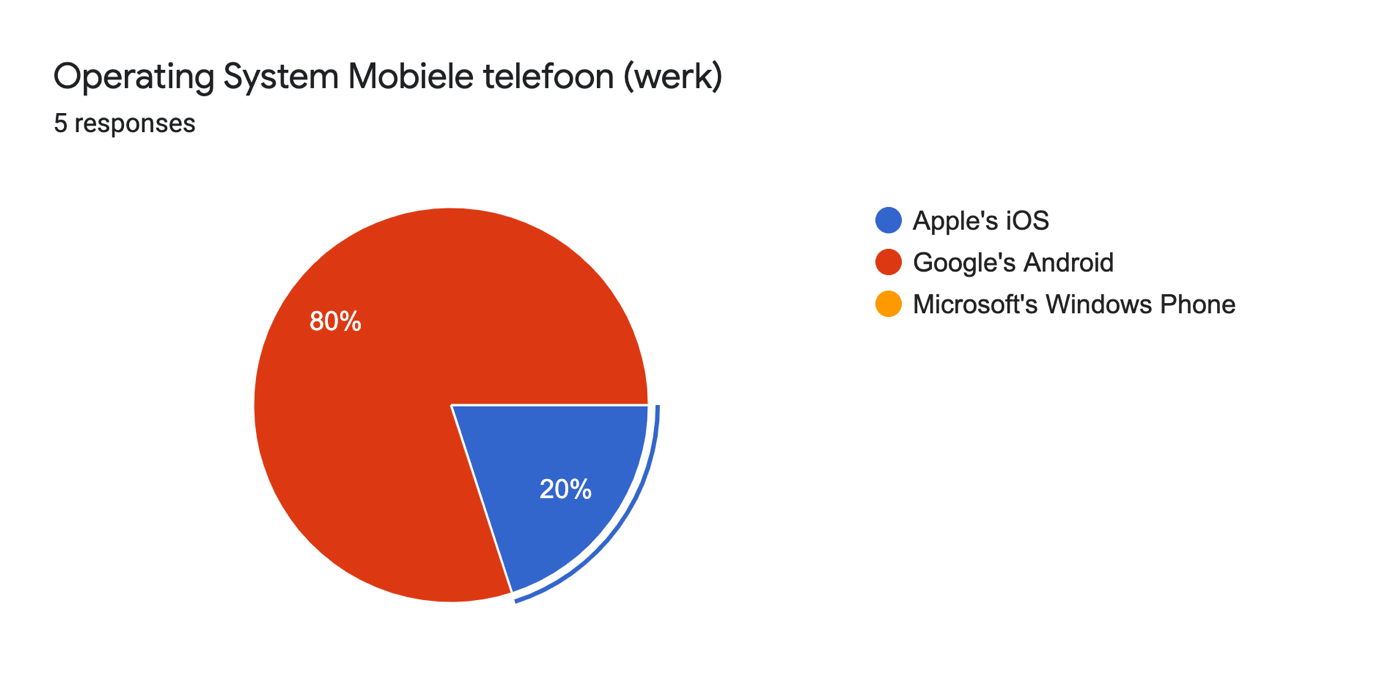 Operating System Mobiele telefoon (werk)
5 responses
Apple's iOS
Google's Android
Microsoft's Windows Phone
80%
20%